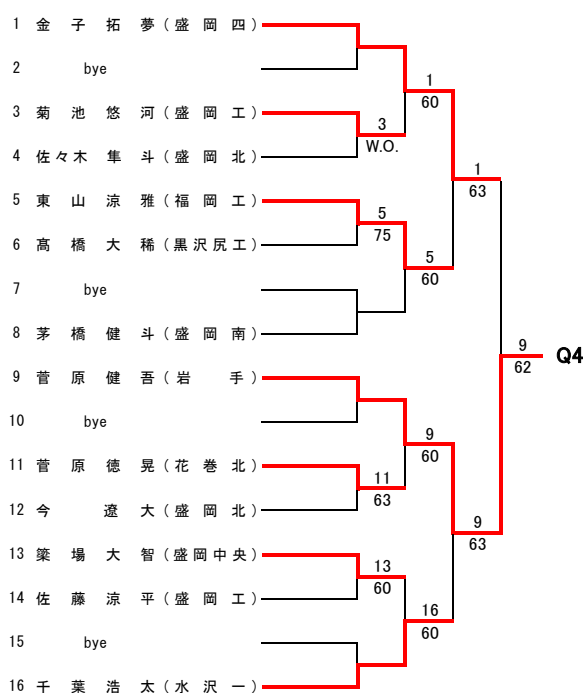 1 金 子 拓 夢 ( 盛 岡 四 )
2 bye
3 菊 池 悠 河 ( 盛 岡 工 )
4 佐々木 隼 斗 ( 盛 岡 北 )
5 東 山 涼 雅 ( 福 岡 工 )
6 髙 橋 大 稀 ( 黒 沢 尻 工 )
7 bye
8 茅 橋 健 斗 ( 盛 岡 南 )
9 菅 原 健 吾 ( 岩 手 )
10 bye
11 菅 原 徳 晃 ( 花 巻 北 )
12 今 遼 大 ( 盛 岡 北 )
13 簗 場 大 智 ( 盛 岡 中 央 )
14 佐 藤 涼 平 ( 盛 岡 工 )
15 bye
16 千 葉 浩 太 ( 水 沢 一 )
3
W.O.
5
75
11
63
13
60
1
60
5
60
9
60
16
60
1
63
9
63
9
62
Q4